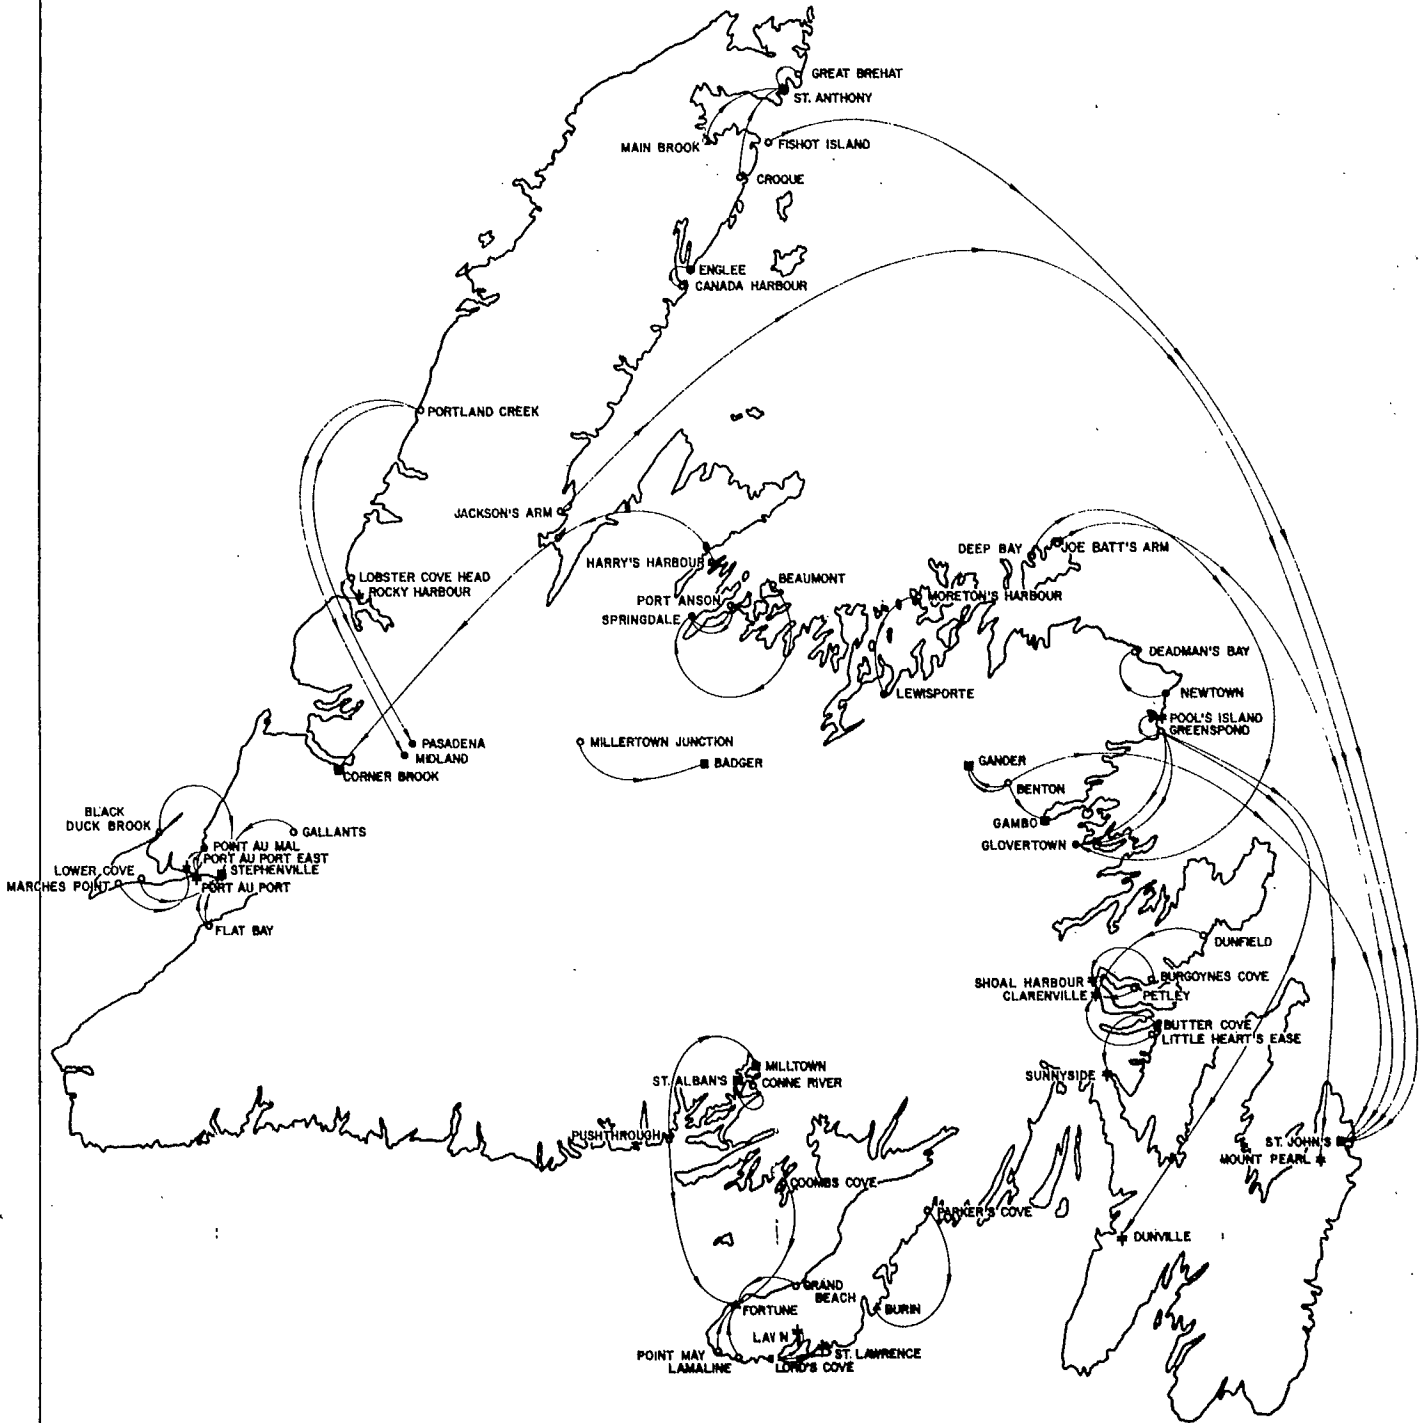 GREAT BREHAT
ST. ANTHONY
MAIN BROOK
FISHOT ISLAND
CROQUE
ENGLEE
CANADA HARBOUR
PORTLAND CREEK
JACKSON'S ARM
DEEP BAY
JOE BATT'S ARM
HARRY'S HARBOUR
LOBSTER COVE HEAD
ROCKY HARBOUR
BEAUMONT
PORT ANSON
SPRINGDALE
MORETON'S HARBOUR
DEADMAN'S BAY
LEWISPORTE
NEWTOWN
POOL'S ISLAND
GREENSPOND
PASADENA
MIDLAND
CORNER BROOK
MILLERTOWN JUNCTION
BADGER
GANDER
BENTON
GAMBO
GLOVERTOWN
BLACK
DUCK BROOK
GALLANTS
POINT AU MAL
PORT AU PORT EAST
STEPHENVILLE
LOWER COVE
MARCHES POINT
PORT AU PORT
FLAT BAY
DUNFIELD
SHOAL HARBOUR
BURGOYNES COVE
CLARENVILLE
PETLEY
BUTTER COVE
LITTLE HEART'S EASE
SUNNYSIDE
MILLTOWN
ST. ALBAN'S
CONNE RIVER
PUSHTHROUGH
ST. JOHN'S
MOUNT PEARL
COOMBS COVE
PARKER'S COVE
DUNVILLE
GRAND
BEACH
FORTUNE
BURIN
POINT MAY
LAMALINE
ST. LAWRENCE
LORD'S COVE